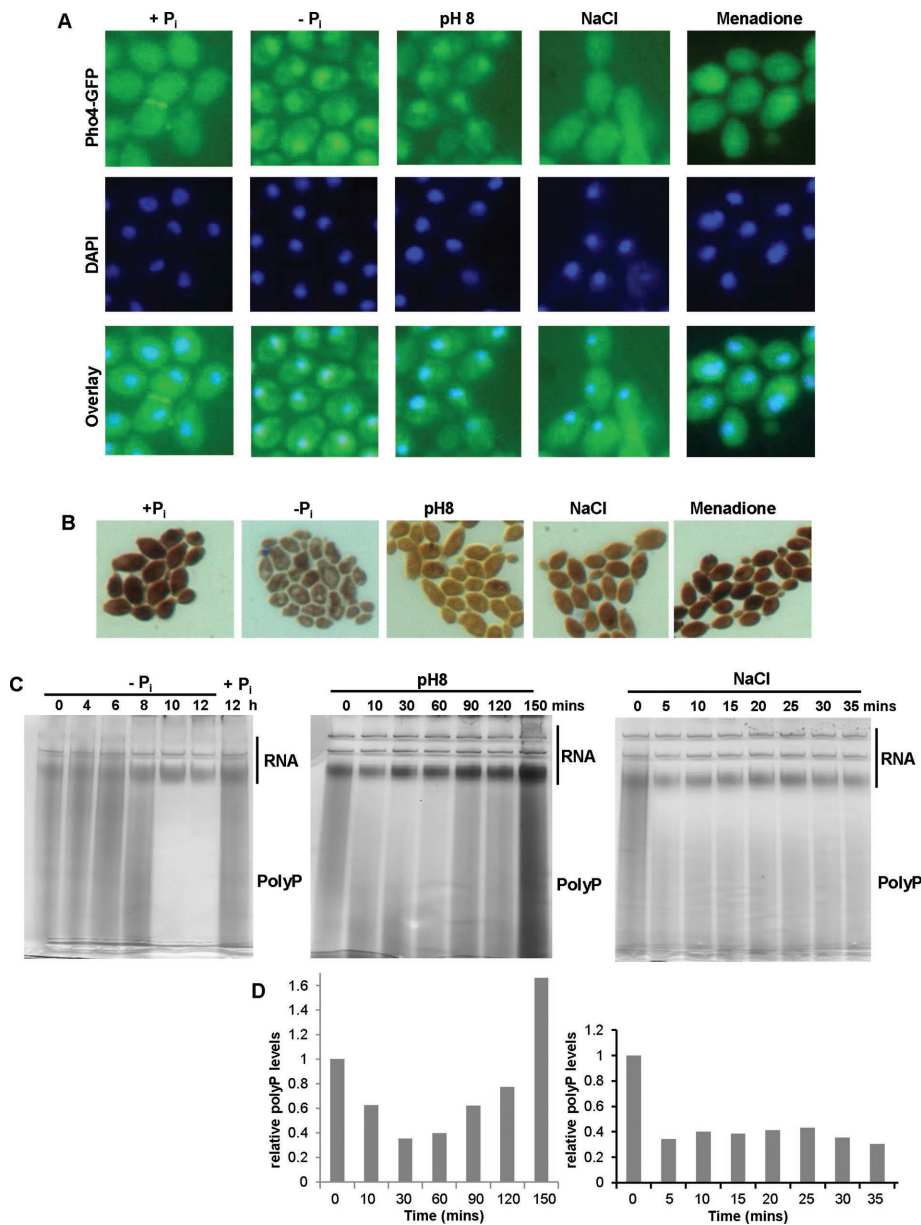 A
+ Pi
- Pi
pH 8
NaCl
Menadione
Pho4-GFP
DAPI
Overlay
B
+Pi
-Pi
pH8
NaCl
Menadione
C
- Pi
+ Pi
0 4 6 8 10 12 12 h
RNA
PolyP
pH8
0 10 30 60 90 120 150 mins
RNA
PolyP
NaCl
0 5 10 15 20 25 30 35 mins
RNA
PolyP
D
relative polyP levels
1.6
1.4
1.2
1
0.8
0.6
0.4
0.2
0
0 10 30 60 90 120 150
Time (mins)
relative polyP levels
1.2
1
0.8
0.6
0.4
0.2
0
0 5 10 15 20 25 30 35
Time (mins)